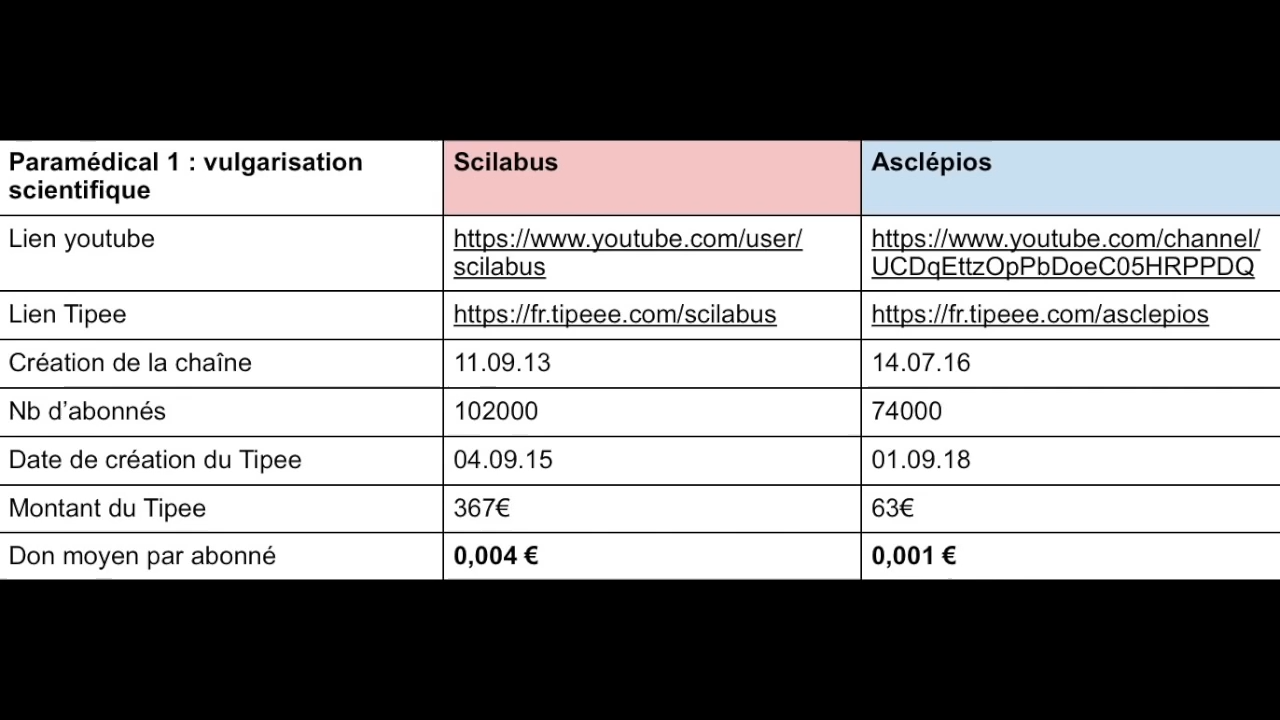 Paramédical 1 : vulgarisation
scientifique
Scilabus
Asclépios
Lien youtube
https://www.youtube.com/user/
scilabus
https://www.youtube.com/channel/
UCDqEttzOpPbDoeC05HRPPDQ
Lien Tipee
https://fr.tipeee.com/scilabus
https://fr.tipeee.com/asclepios
Création de la chaîne
11.09.13
14.07.16
Nb d’abonnés
102000
74000
Date de création du Tipee
04.09.15
01.09.18
Montant du Tipee
367€
63€
Don moyen par abonné
0,004 €
0,001 €